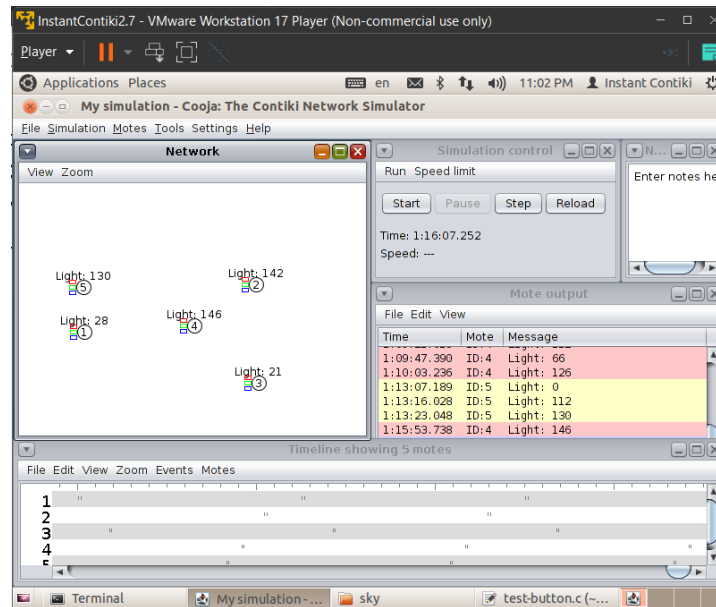 InstantContiki2.7 - VMware Workstation 17 Player (Non-commercial use only)
Player
Applications Places en 11:02 PM Instant Contiki
My simulation - Cooja: The Contiki Network Simulator
File Simulation Motes Tools Settings Help
Network
View Zoom
Light: 130
5
Light: 142
2
Light: 28
1
Light: 146
4
Light: 21
3
Simulation control
Run Speed limit
Start Pause Step Reload
Time: 1:16:07.252
Speed: ---
N...
Enter notes he
Mote output
File Edit View
Time Mote Message
1:09:47.390 ID:4 Light: 66
1:10:03.236 ID:4 Light: 126
1:13:07.189 ID:5 Light: 0
1:13:16.028 ID:5 Light: 112
1:13:23.048 ID:5 Light: 130
1:15:53.738 ID:4 Light: 146
Timeline showing 5 motes
File Edit View Zoom Events Motes
1
2
3
4
5
Terminal My simulation - ... sky test-button.c (~...